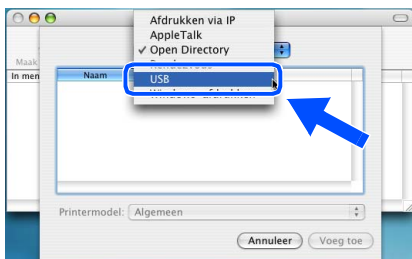 Afdrukken via IP
AppleTalk
✓ Open Directory
USB
Maak
In men
Naam
Printermodel: Algemeen
Annuleer
Voeg toe